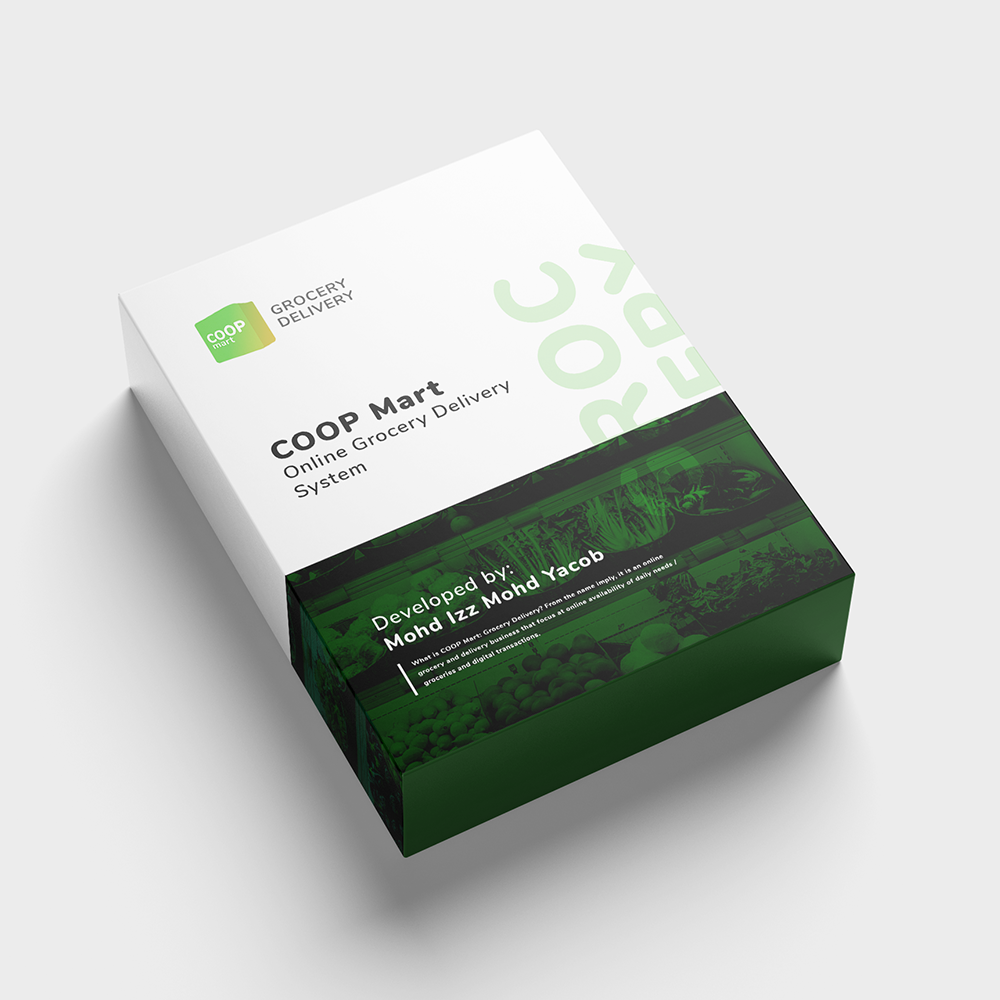 COOP
mart
GROCERY
DELIVERY
ROC
ERY
COOP Mart
Online Grocery Delivery
System
Developed by:
Mohd Izz Mohd Yacob
What is COOP Mart: Grocery Delivery? From the name imply, it is an online
grocery and delivery business that focus at online availability of daily needs /
groceries and digital transactions.